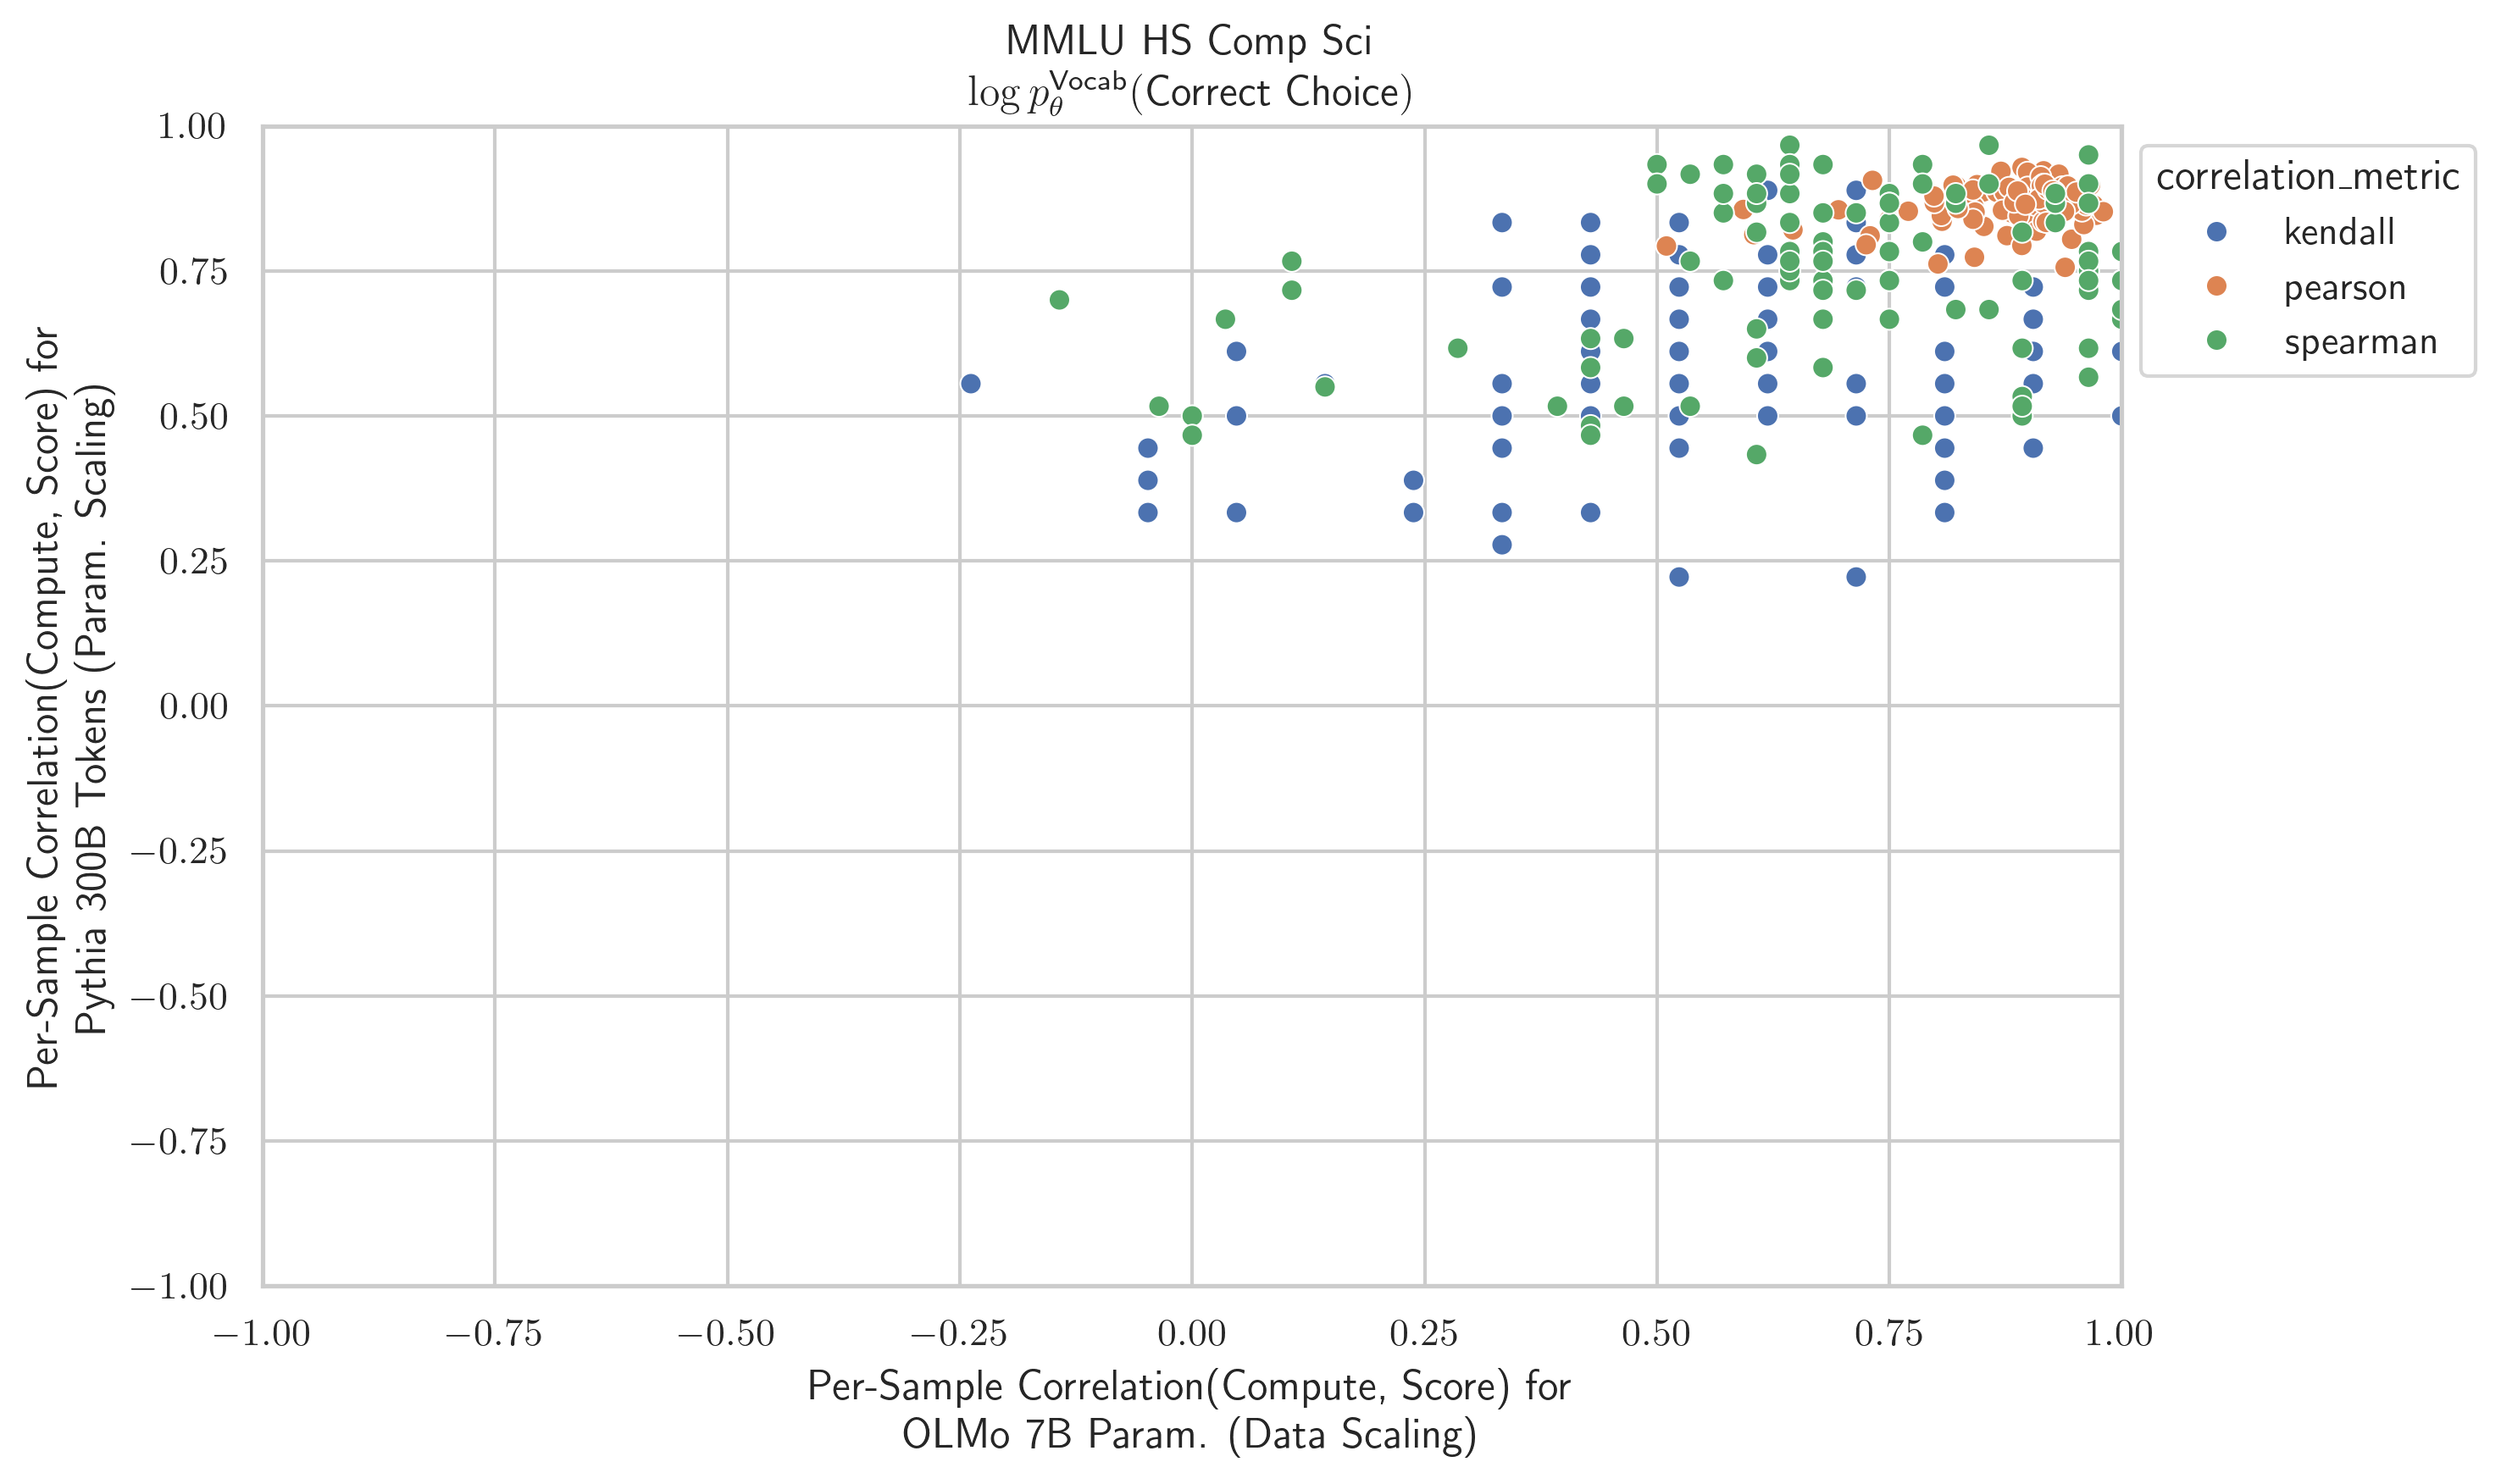 MMLU HS Comp Sci
log p_θ^Vocab(Correct Choice)
1.00
0.75
0.50
0.25
0.00
−0.25
−0.50
−0.75
−1.00
Per-Sample Correlation(Compute, Score) for
Pythia 300B Tokens (Param. Scaling)
−1.00
−0.75
−0.50
−0.25
0.00
0.25
0.50
0.75
1.00
Per-Sample Correlation(Compute, Score) for
OLMo 7B Param. (Data Scaling)
correlation_metric
kendall
pearson
spearman